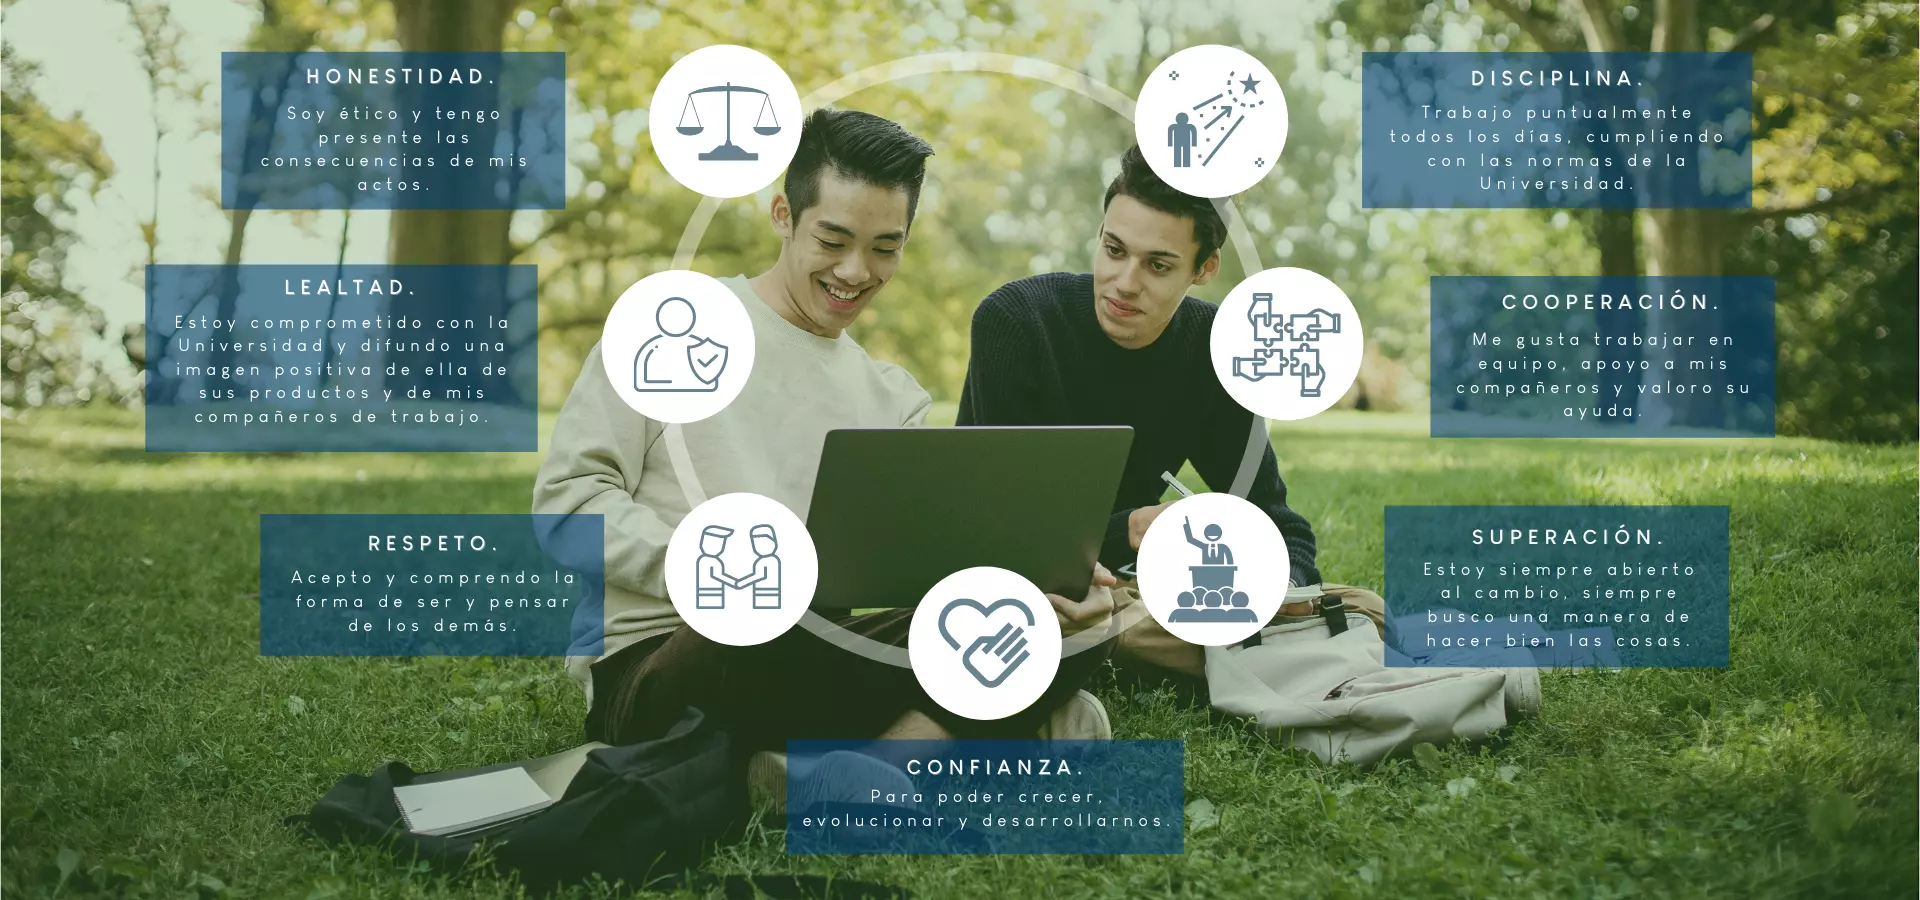 HONESTIDAD.
Soy ético y tengo
presente las
consecuencias de mis
actos.
LEALTAD.
Estoy comprometido con la
Universidad y difundo una
imagen positiva de ella de
sus productos y de mis
compañeros de trabajo.
RESPETO.
Acepto y comprendo la
forma de ser y pensar
de los demás.
CONFIANZA.
Para poder crecer,
evolucionar y desarrollarnos.
DISCIPLINA.
Trabajo puntualmente
todos los días, cumpliendo
con las normas de la
Universidad.
COOPERACIÓN.
Me gusta trabajar en
equipo, apoyo a mis
compañeros y valoro su
ayuda.
SUPERACIÓN.
Estoy siempre abierto
al cambio, siempre
busco una manera de
hacer bien las cosas.